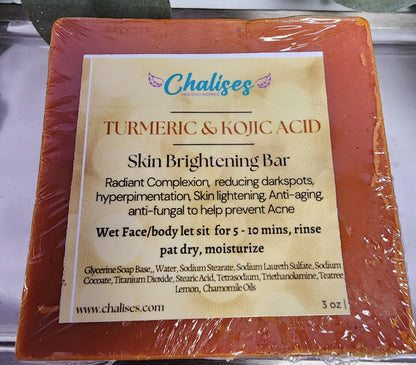 Chalises
HEAVENLY INSPIRED
TURMERIC & KOJIC ACID
Skin Brightening Bar
Radiant Complexion, reducing darkspots,
hyperpimentation, Skin lightening, Anti-aging,
anti-fungal to help prevent Acne
Wet Face/body let sit for 5 - 10 mins, rinse
pat dry, moisturize
Glycerine Soap Base,, Water, Sodium Stearate, Sodium Laureth Sulfate, Sodium
Cocoate, Titanium Dioxide, Stearic Acid, Tetrasodium, Triethanolamine, Teatree
Lemon, Chamomile Oils
www.chalises.com
3 oz |